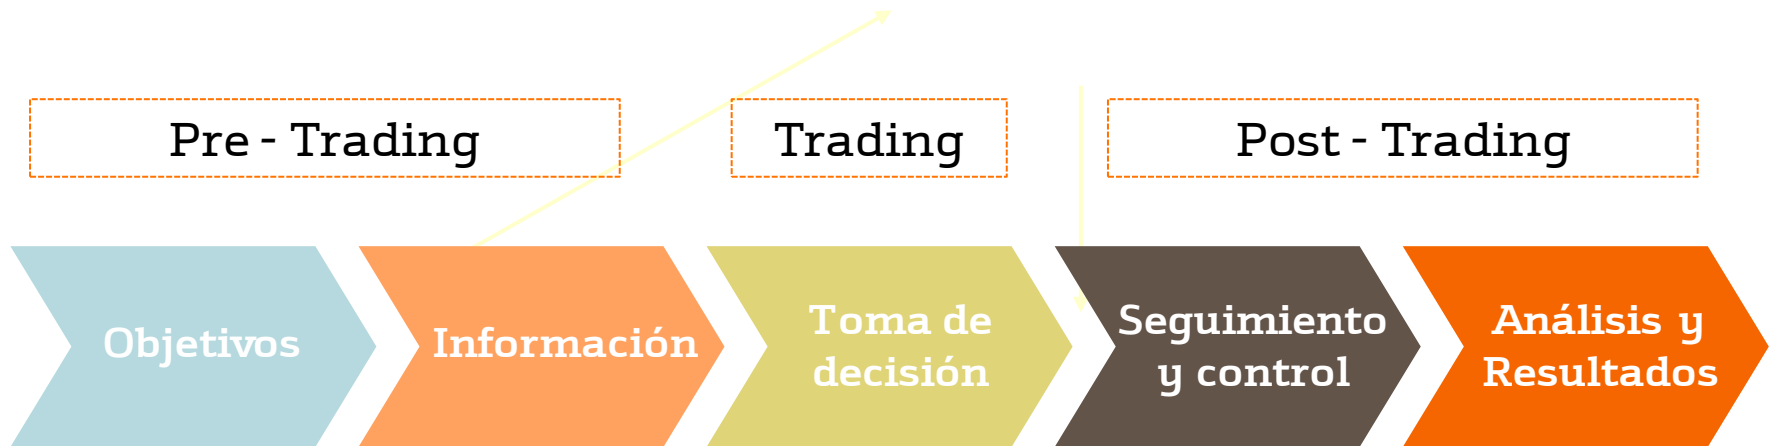 Pre - Trading
Trading
Post - Trading
Objetivos
Información
Toma de
decisión
Seguimiento
y control
Análisis y
Resultados